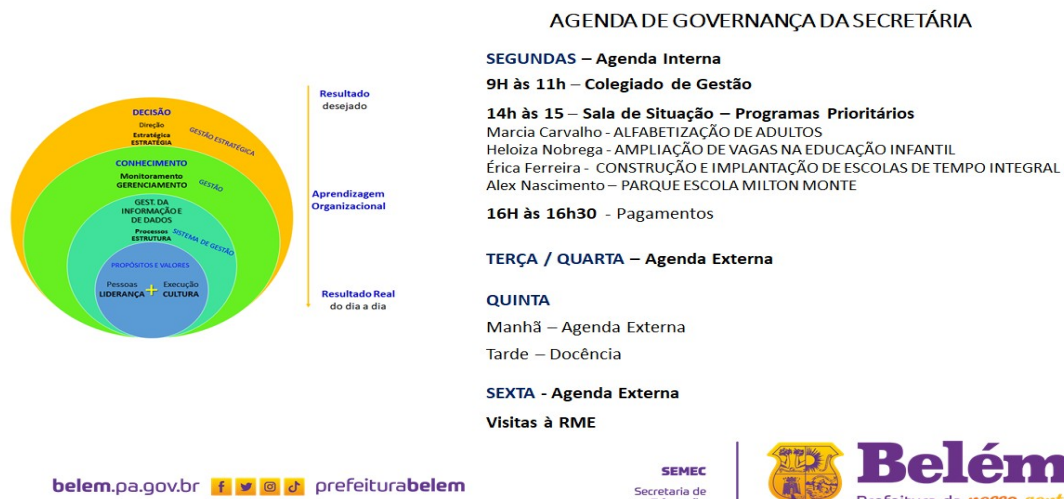 AGENDA DE GOVERNANÇA DA SECRETÁRIA
SEGUNDAS – Agenda Interna
9H às 11h – Colegiado de Gestão
14h às 15 – Sala de Situação – Programas Prioritários
Marcia Carvalho - ALFABETIZAÇÃO DE ADULTOS
Heloiza Nobrega - AMPLIAÇÃO DE VAGAS NA EDUCAÇÃO INFANTIL
Érica Ferreira - CONSTRUÇÃO E IMPLANTAÇÃO DE ESCOLAS DE TEMPO INTEGRAL
Alex Nascimento – PARQUE ESCOLA MILTON MONTE
16H às 16h30 - Pagamentos
TERÇA / QUARTA – Agenda Externa
QUINTA
Manhã – Agenda Externa
Tarde – Docência
SEXTA - Agenda Externa
Visitas à RME
DECISÃO
Direção
Estratégica
ESTRATÉGIA
GESTÃO ESTRATÉGICA
CONHECIMENTO
Monitoramento
GERENCIAMENTO
GESTÃO
GEST. DA
INFORMAÇÃO E
DE DADOS
Processos
ESTRUTURA
SISTEMA DE GESTÃO
PROPÓSITOS E VALORES
Pessoas
LIDERANÇA
+
Execução
CULTURA
Resultado
desejado
Aprendizagem
Organizacional
Resultado Real
do dia a dia
belem.pa.gov.br
prefeiturabelem
SEMEC
Secretaria de
Belém